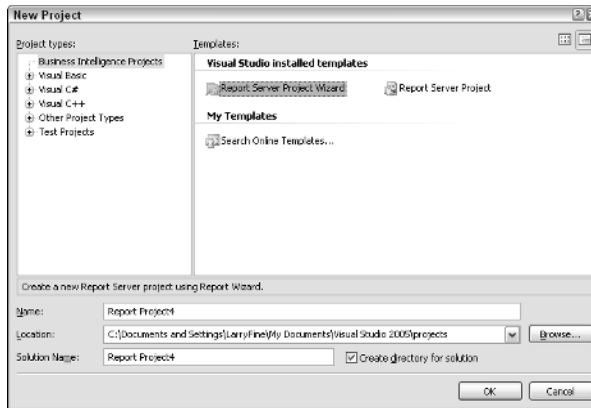 New Project
Project types:
Templates:
Business Intelligence Projects
Visual Basic
Visual C#
Visual C++
Other Project Types
Test Projects
Visual Studio installed templates
Report Server Project Wizard
Report Server Project
My Templates
Search Online Templates...
Create a new Report Server project using Report Wizard.
Name:
Report Project4
Location:
C:\Documents and Settings\LarryFine\My Documents\Visual Studio 2005\projects
Browse...
Solution Name:
Report Project4
Create directory for solution
OK
Cancel